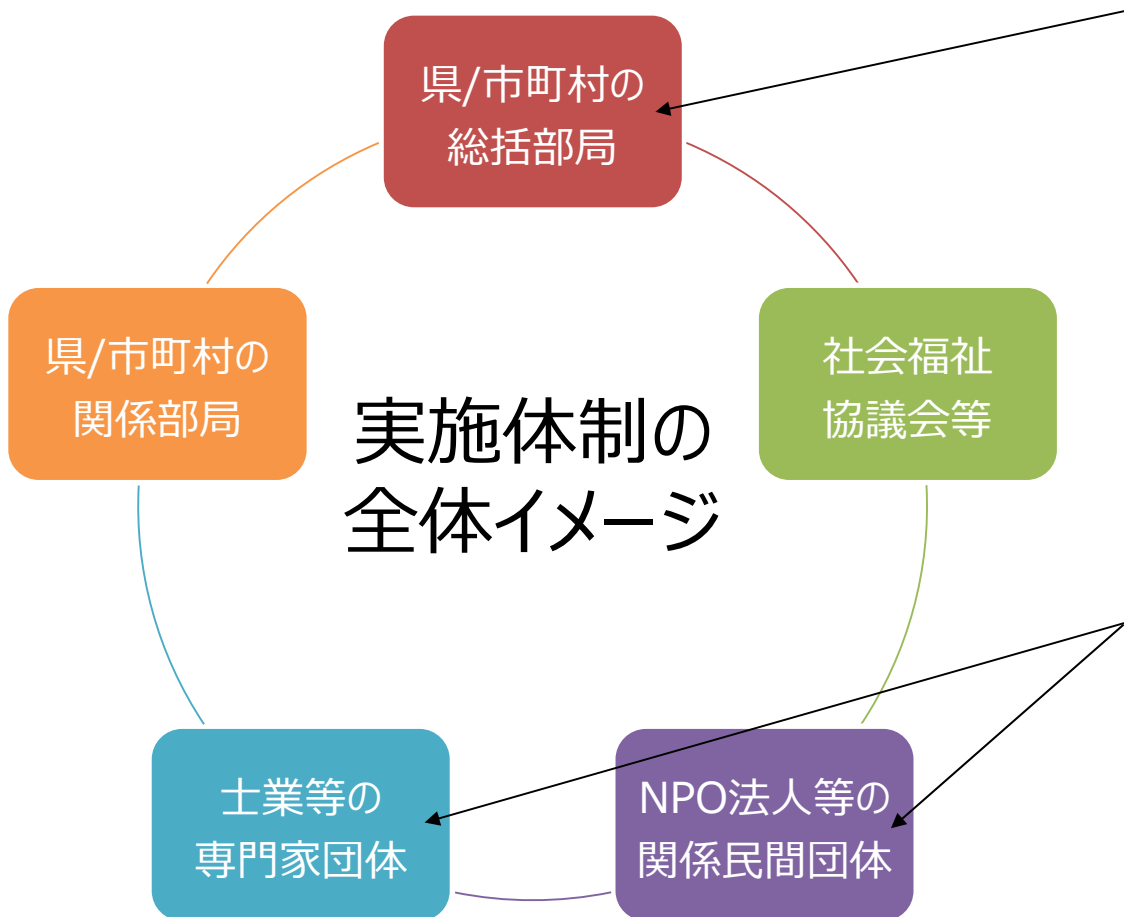 県/市町村の
総括部局
県/市町村の
関係部局
実施体制の
全体イメージ
社会福祉
協議会等
士業等の
専門家団体
NPO法人等の
関係民間団体